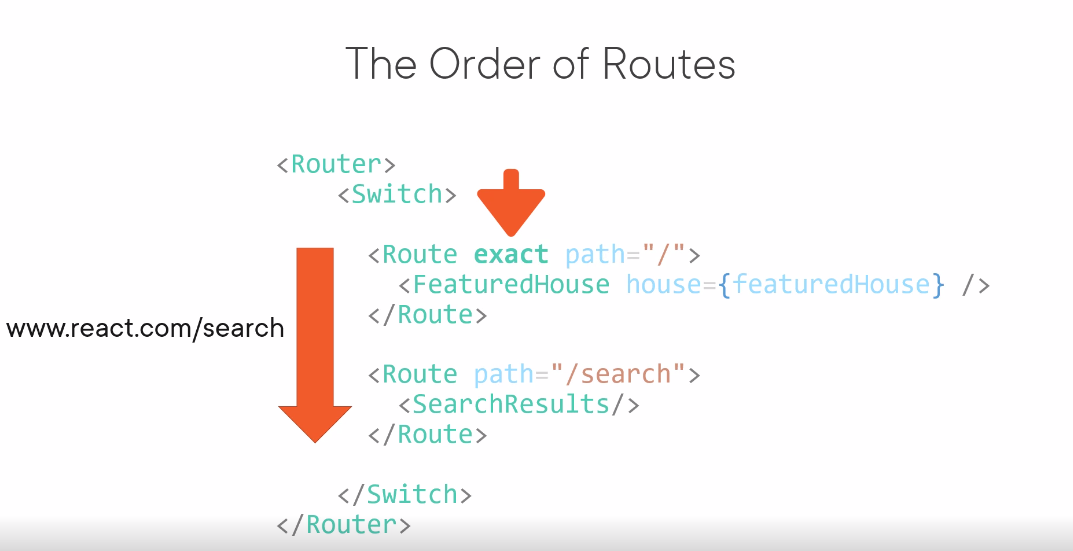 The Order of Routes
<Router>
<Switch>
<Route exact path="/">
<FeaturedHouse house={featuredHouse} />
</Route>
www.react.com/search
<Route path="/search">
<SearchResults/>
</Route>
</Switch>
</Router>